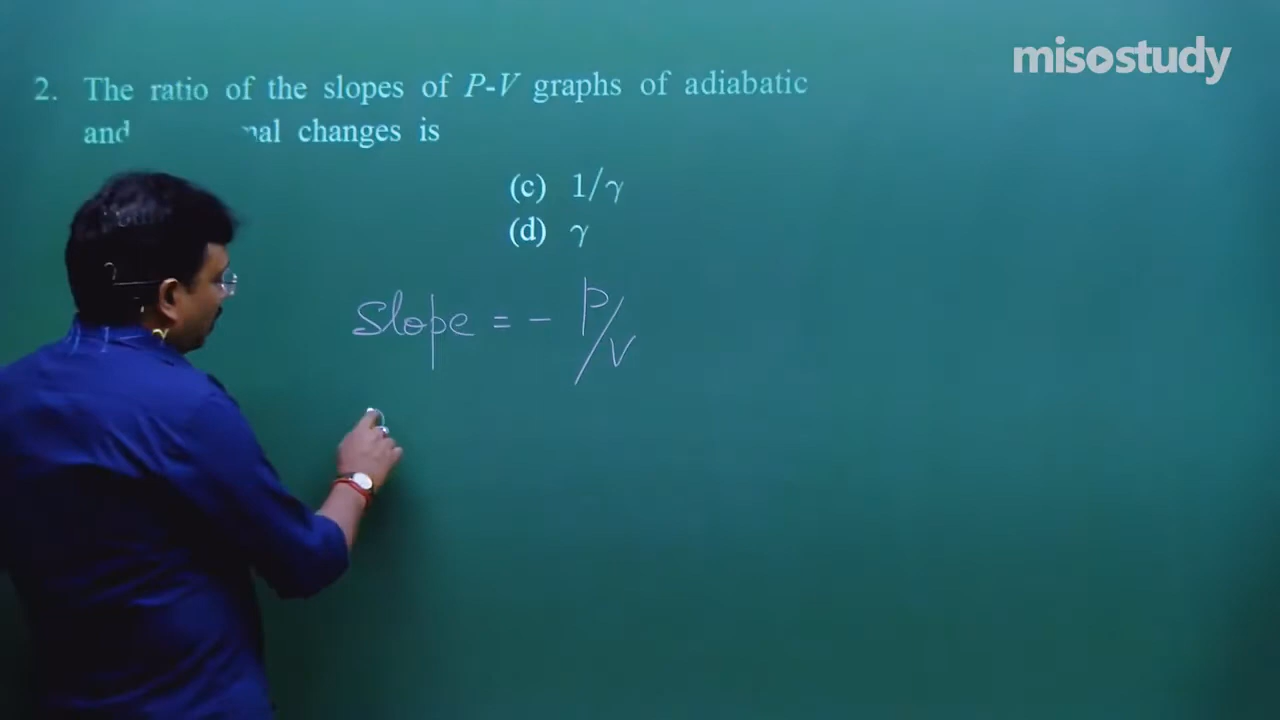 misostudy
2. The ratio of the slopes of P-V graphs of adiabatic
and changes is
(c) 1/γ
(d) γ
Slope = - P/V